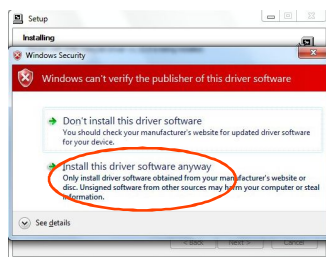 Setup
Installing
Windows Security
Windows can't verify the publisher of this driver software
Don't install this driver software
You should check your manufacturer's website for updated driver software
for your device.
Install this driver software anyway
Only install driver software obtained from your manufacturer's website or
disc. Unsigned software from other sources may harm your computer or steal
information.
See details
< Back Next > Cancel